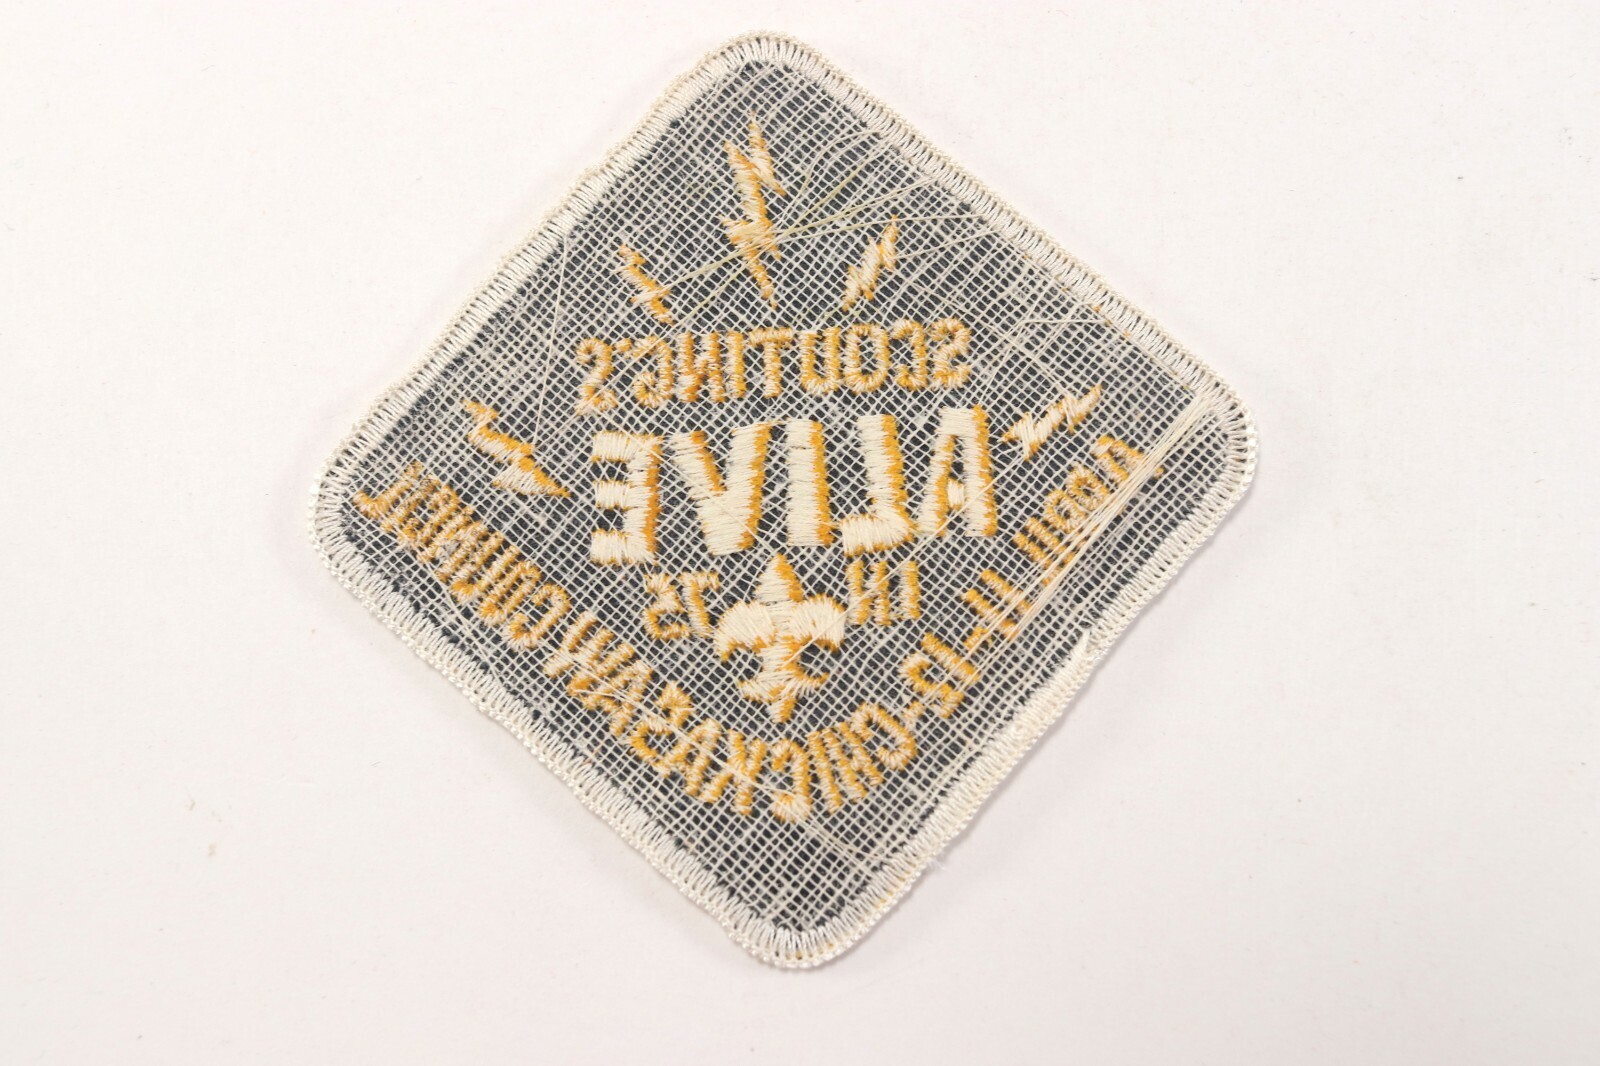 SCOUTING'S
ALIVE
IN 75
April 11-12-CHICKASAW COUNCIL